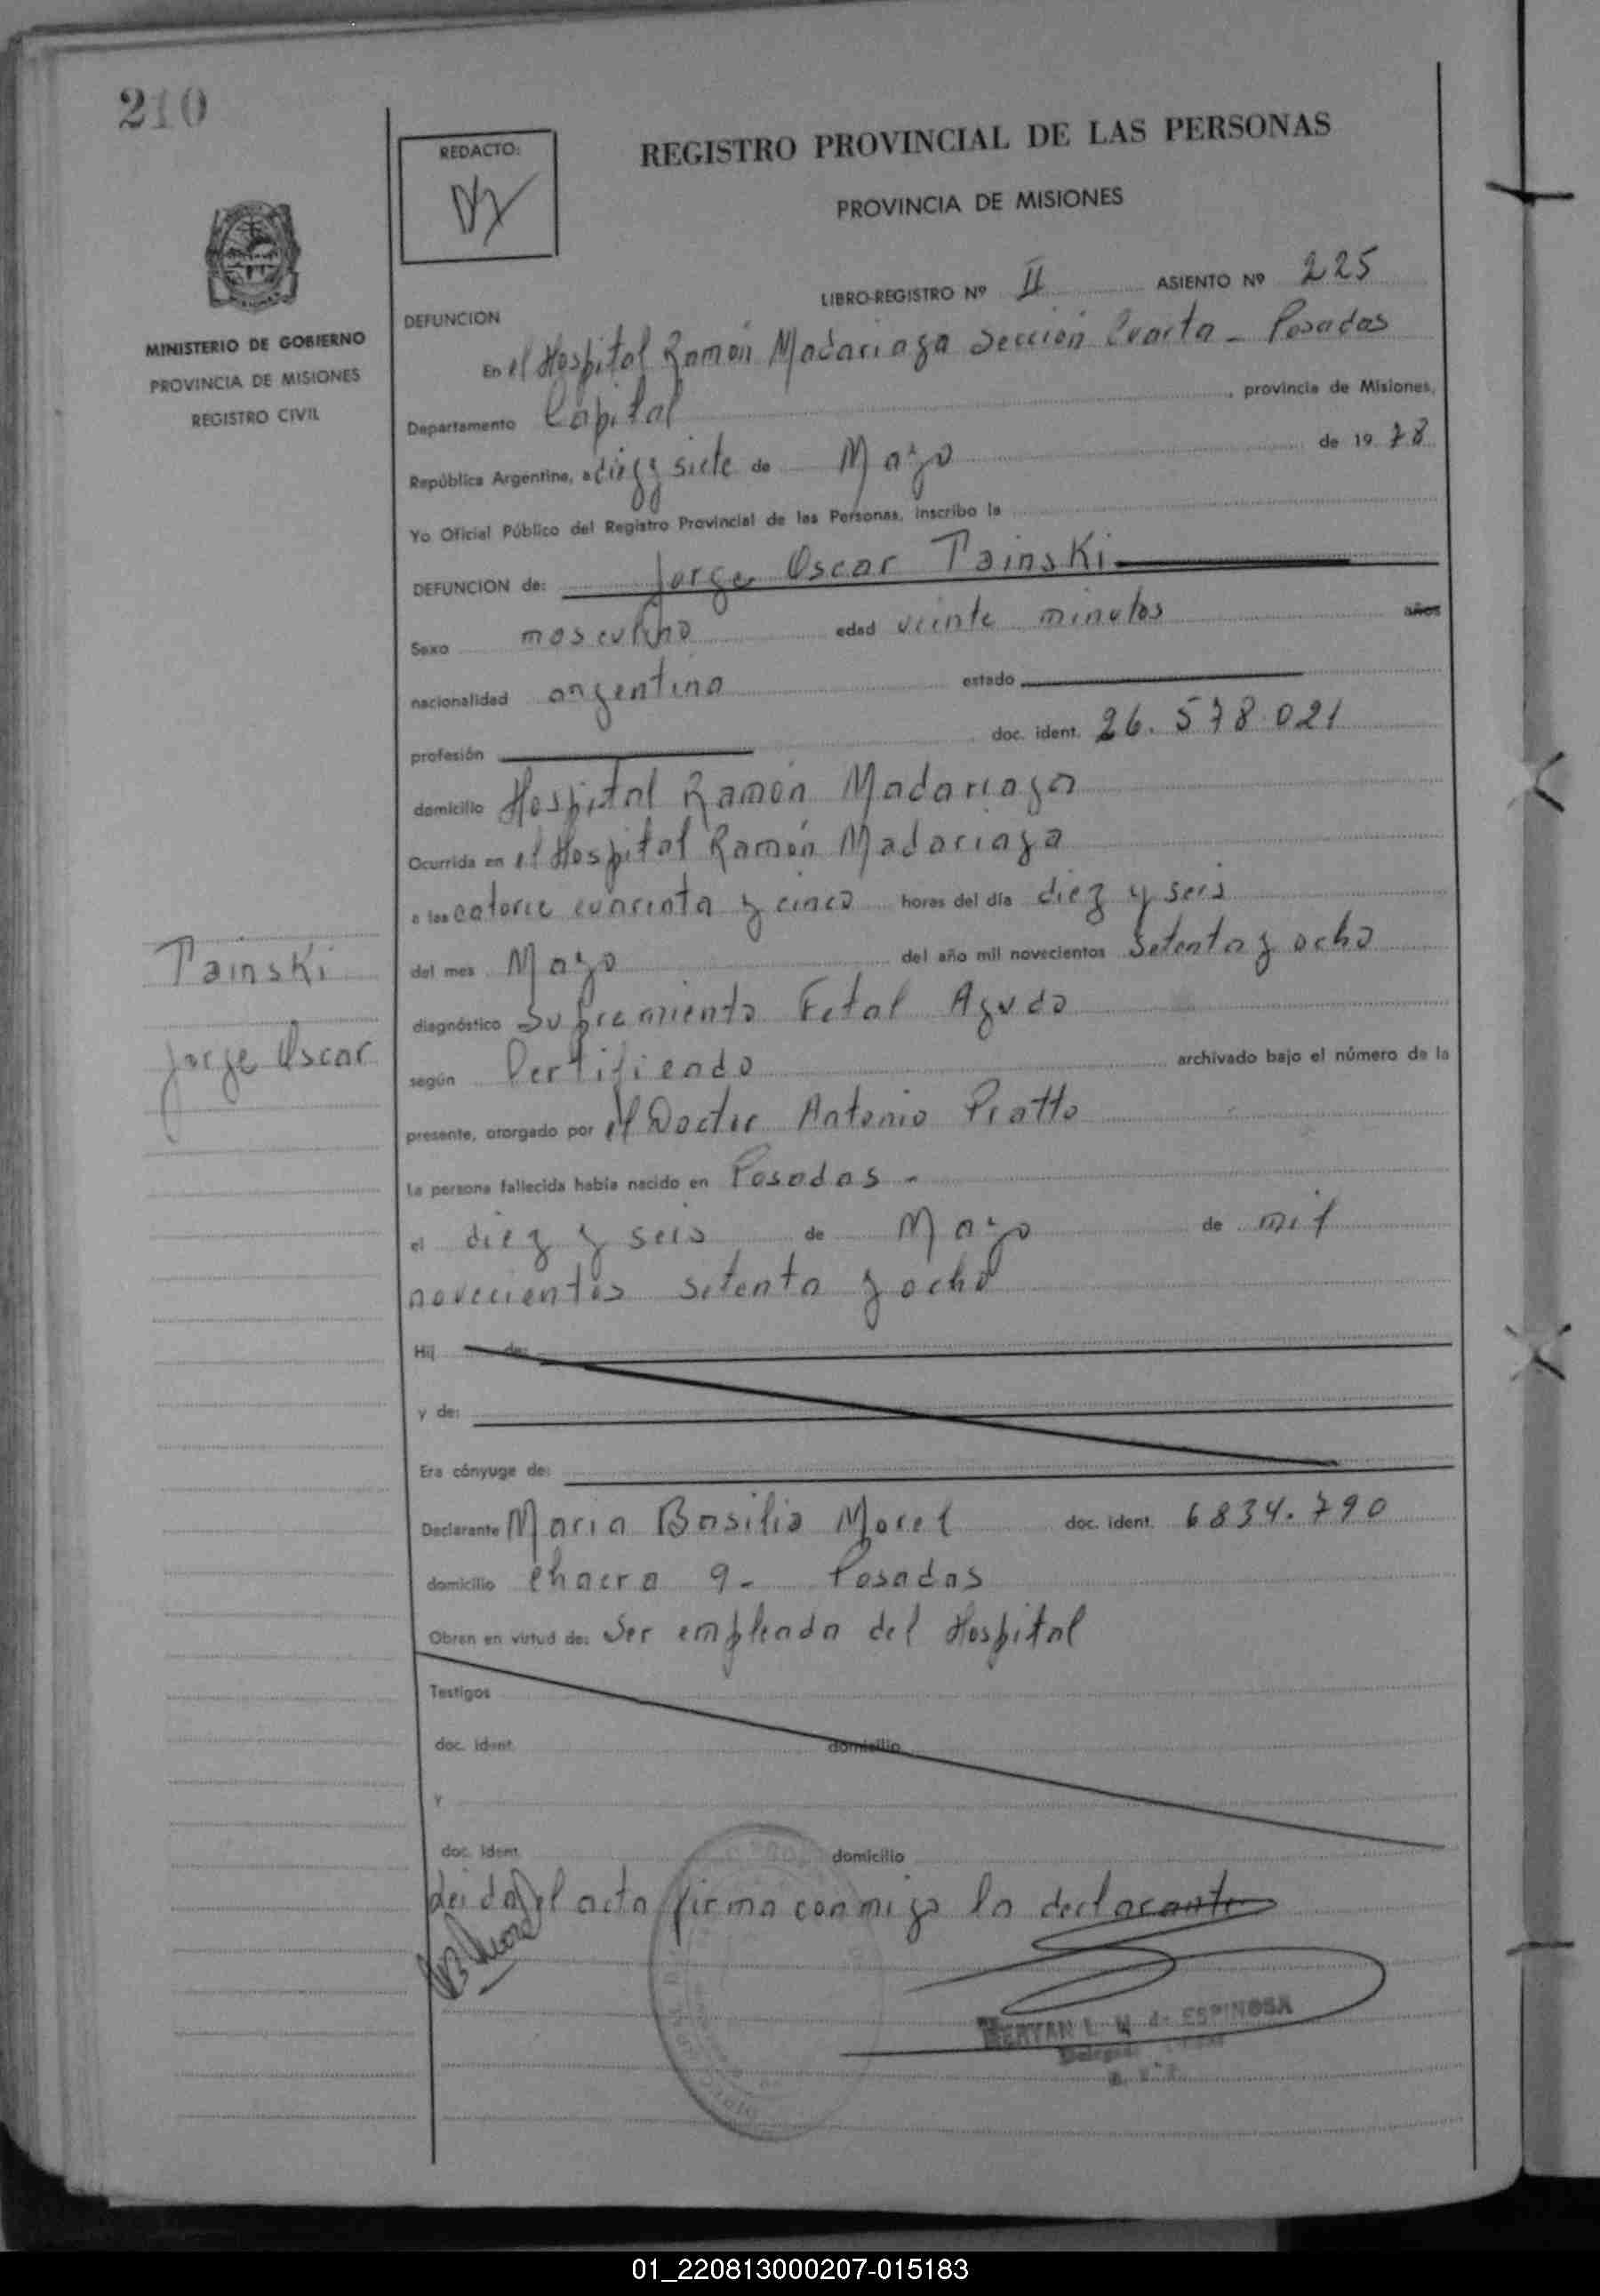 210
REDACTO:
REGISTRO PROVINCIAL DE LAS PERSONAS
PROVINCIA DE MISIONES
MINISTERIO DE GOBIERNO
PROVINCIA DE MISIONES
REGISTRO CIVIL
LIBRO-REGISTRO Nº II ASIENTO Nº 225
DEFUNCION
En el Hospital Ramón Madariaga Sección Cuarta - Posadas
Departamento Capital, provincia de Misiones,
República Argentina, a diez y siete de Mayo de 1978
Yo Oficial Público del Registro Provincial de las Personas, inscribo la
DEFUNCION de: Jorge Oscar Tainski
Sexo masculino edad veinte minutos años
nacionalidad argentina estado
profesión doc. ident. 26.578.021
domicilio Hospital Ramón Madariaga
Ocurrida en el Hospital Ramón Madariaga
a las catorce cuarenta y cinco horas del día diez y seis
del mes Mayo del año mil novecientos setenta y ocho
Tainski
Jorge Oscar
diagnóstico Sufremiento Fetal Agudo
según Certificado archivado bajo el número de la
presente, otorgado por el Doctor Antonio Pratto
La persona fallecida había nacido en Posadas -
el diez y seis de Mayo de mil
novecientos setenta y ocho
Hij de:
y de:
Era cónyuge de:
Declarante Maria Basilia Morel doc. ident. 6834.790
domicilio chacra 9- Posadas
Obran en virtud de: Ser empleada del Hospital
Testigos
doc. ident. domicilio
y
doc. ident. domicilio
Leida el acta firma conmigo la declarante
L. M. de ESPINOSA
01_220813000207-015183